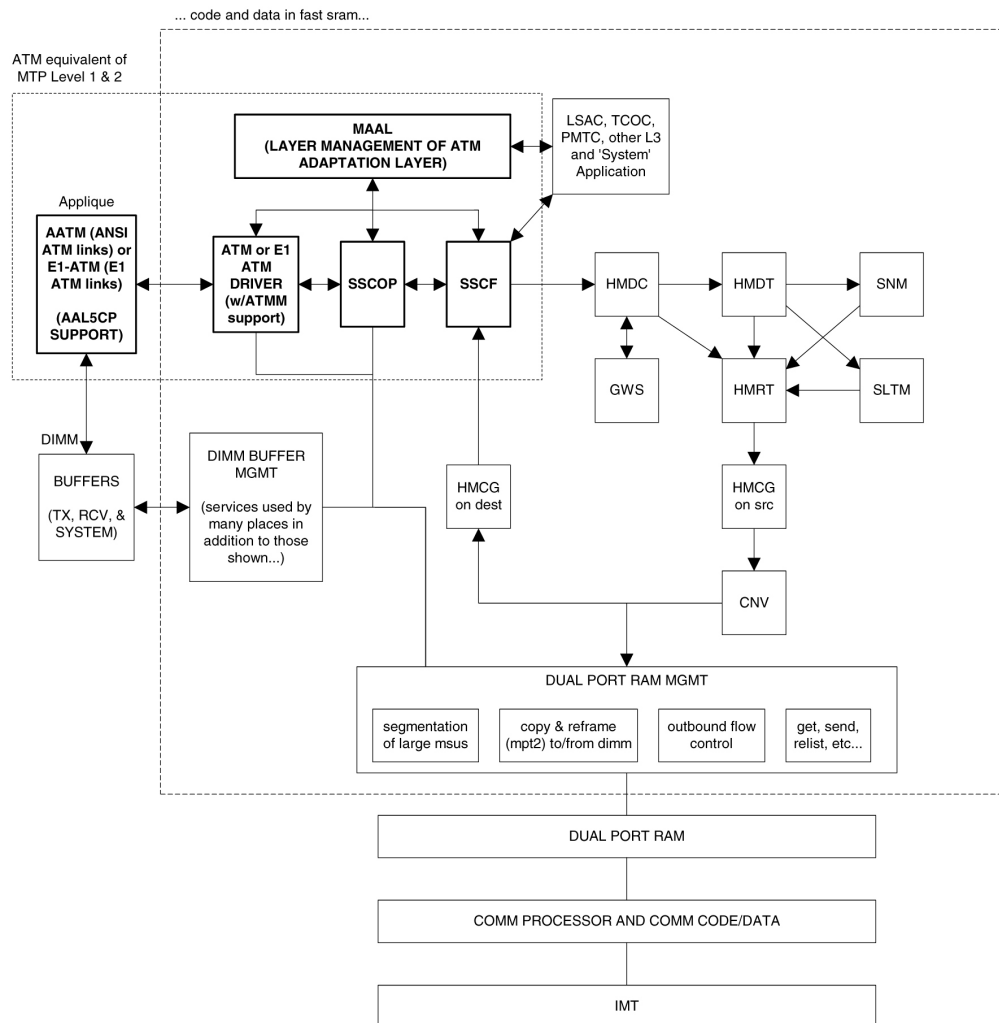 ... code and data in fast sram...
ATM equivalent of
MTP Level 1 & 2
MAAL
(LAYER MANAGEMENT OF ATM
ADAPTATION LAYER)
LSAC, TCOC,
PMTC, other L3
and 'System'
Application
Applique
AATM (ANSI
ATM links) or
E1-ATM (E1
ATM links)
(AAL5CP
SUPPORT)
ATM or E1
ATM
DRIVER
(w/ATMM
support)
SSCOP
SSCF
HMDC
HMDT
SNM
GWS
HMRT
SLTM
DIMM
BUFFERS
(TX, RCV, &
SYSTEM)
DIMM BUFFER
MGMT
(services used by
many places in
addition to those
shown...)
HMCG
on dest
HMCG
on src
CNV
DUAL PORT RAM MGMT
segmentation
of large msus
copy & reframe
(mpt2) to/from dimm
outbound flow
control
get, send,
relist, etc...
DUAL PORT RAM
COMM PROCESSOR AND COMM CODE/DATA
IMT